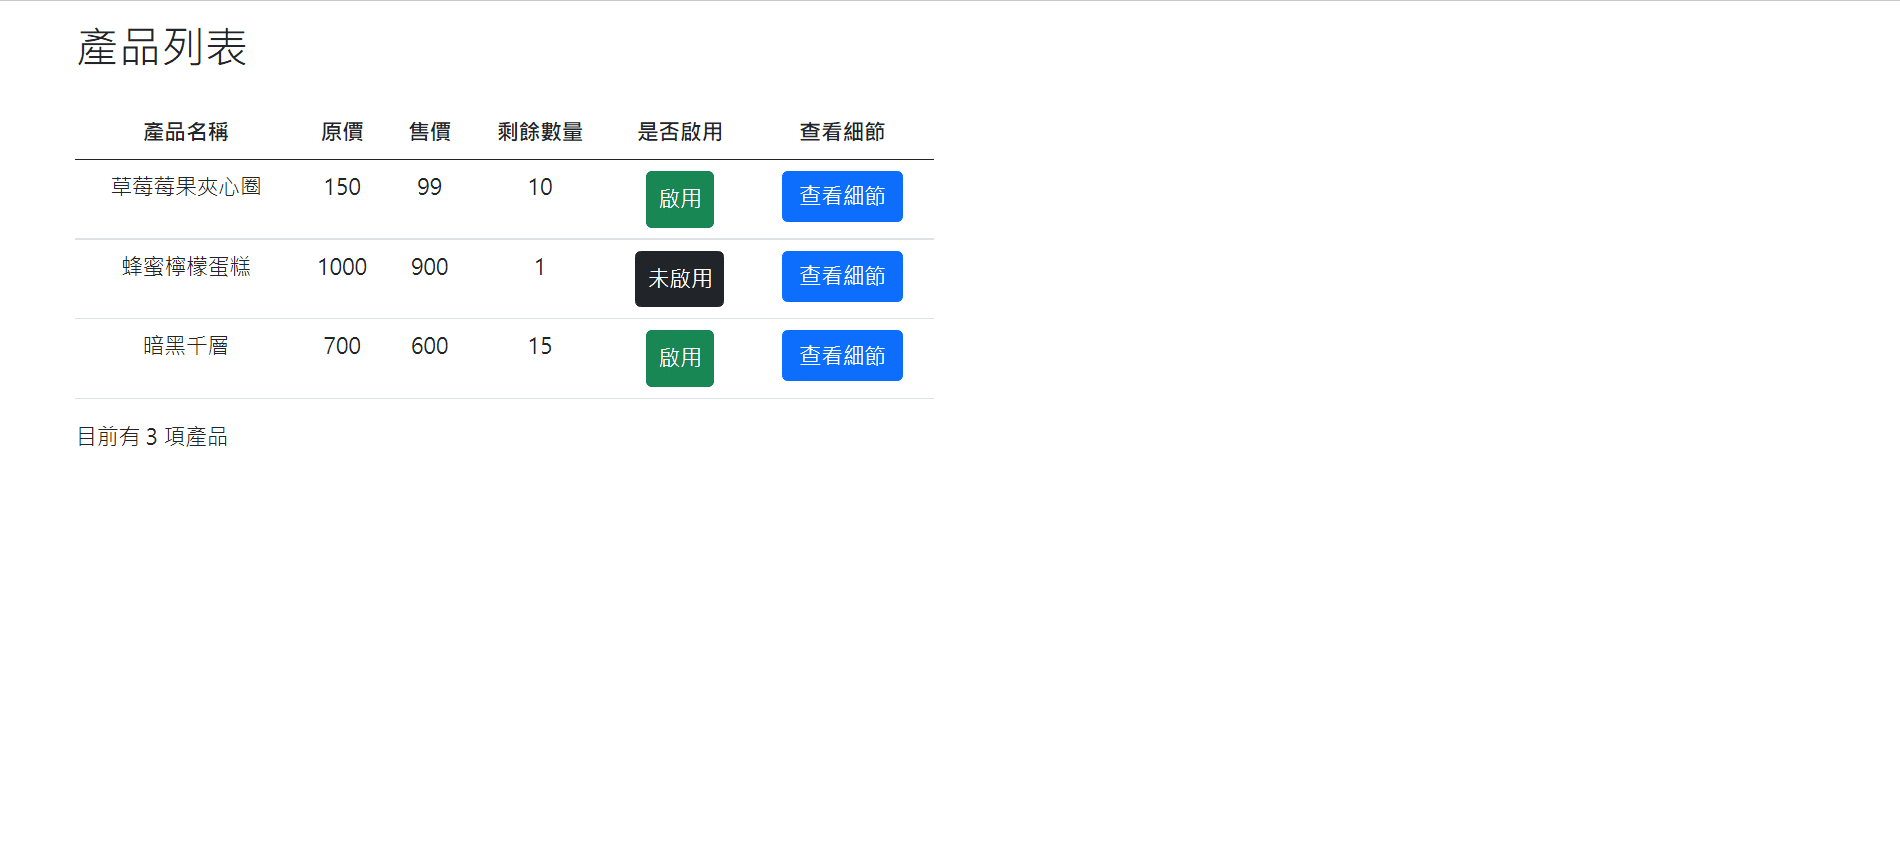 產品列表
產品名稱 原價 售價 剩餘數量 是否啟用 查看細節
草莓莓果夾心圈 150 99 10 啟用 查看細節
蜂蜜檸檬蛋糕 1000 900 1 未啟用 查看細節
暗黑千層 700 600 15 啟用 查看細節
目前有 3 項產品